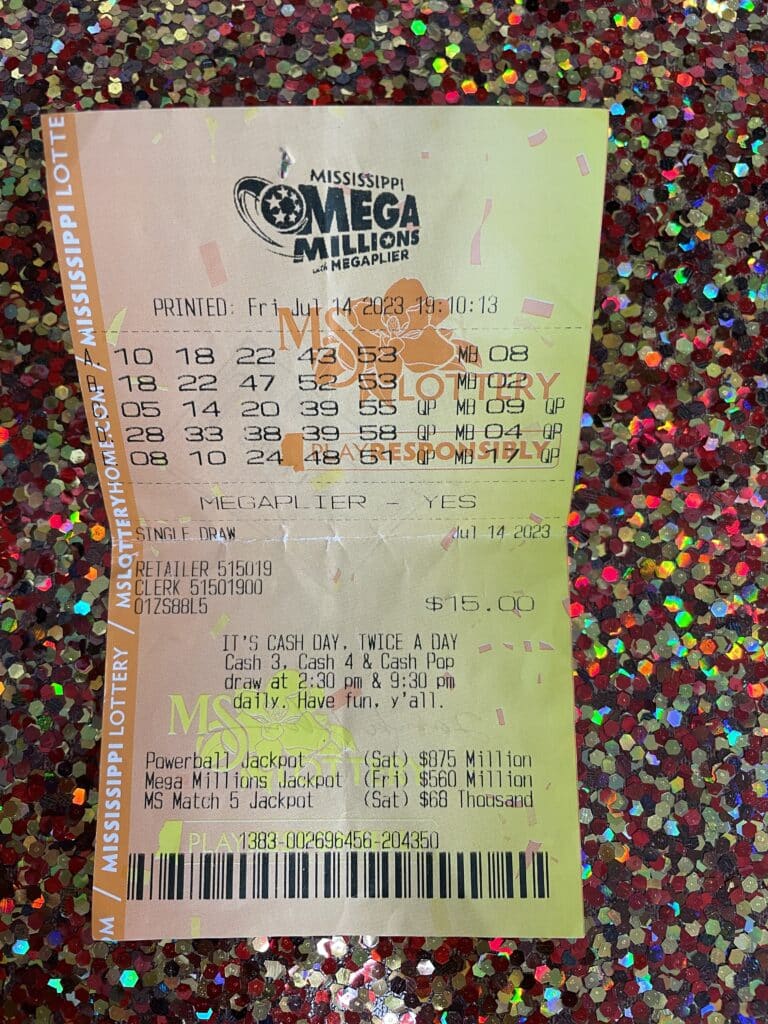 MISSISSIPPI
MEGA
MILLIONS
with MEGAPLIER
PRINTED: Fri Jul 14 2023 19:10:13
MS
LOTTERY
A 10 18 22 43 53 MB 08
B 18 22 47 52 53 MB 02
05 14 20 39 55 QP MB 09 QP
28 33 38 39 58 QP MB 04 QP
08 10 24 48 61 QP MB 17 QP
PLAY RESPONSIBLY
MEGAPLIER - YES
SINGLE DRAW Jul 14 2023
RETAILER 515019
CLERK 51501900
01ZS88L5 $15.00
IT'S CASH DAY, TWICE A DAY
Cash 3, Cash 4 & Cash Pop
draw at 2:30 pm & 9:30 pm
daily. Have fun, y'all.
MS
LOTTERY
Powerball Jackpot (Sat) $875 Million
Mega Millions Jackpot (Fri) $560 Million
MS Match 5 Jackpot (Sat) $68 Thousand
PLAY
1383-002696456-204350
M / MISSISSIPPI LOTTERY / MSLOTTERYHOME.COM / MISSISSIPPI LOTTE